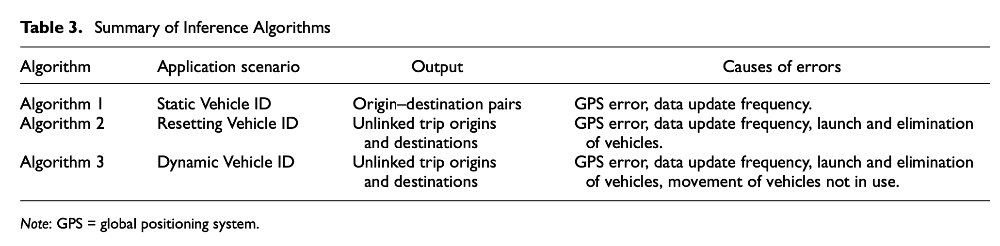 Table 3. Summary of Inference Algorithms
Algorithm Application scenario Output Causes of errors
Algorithm 1 Static Vehicle ID Origin–destination pairs GPS error, data update frequency.
Algorithm 2 Resetting Vehicle ID Unlinked trip origins GPS error, data update frequency, launch and elimination
and destinations of vehicles.
Algorithm 3 Dynamic Vehicle ID Unlinked trip origins GPS error, data update frequency, launch and elimination
and destinations of vehicles, movement of vehicles not in use.
Note: GPS = global positioning system.